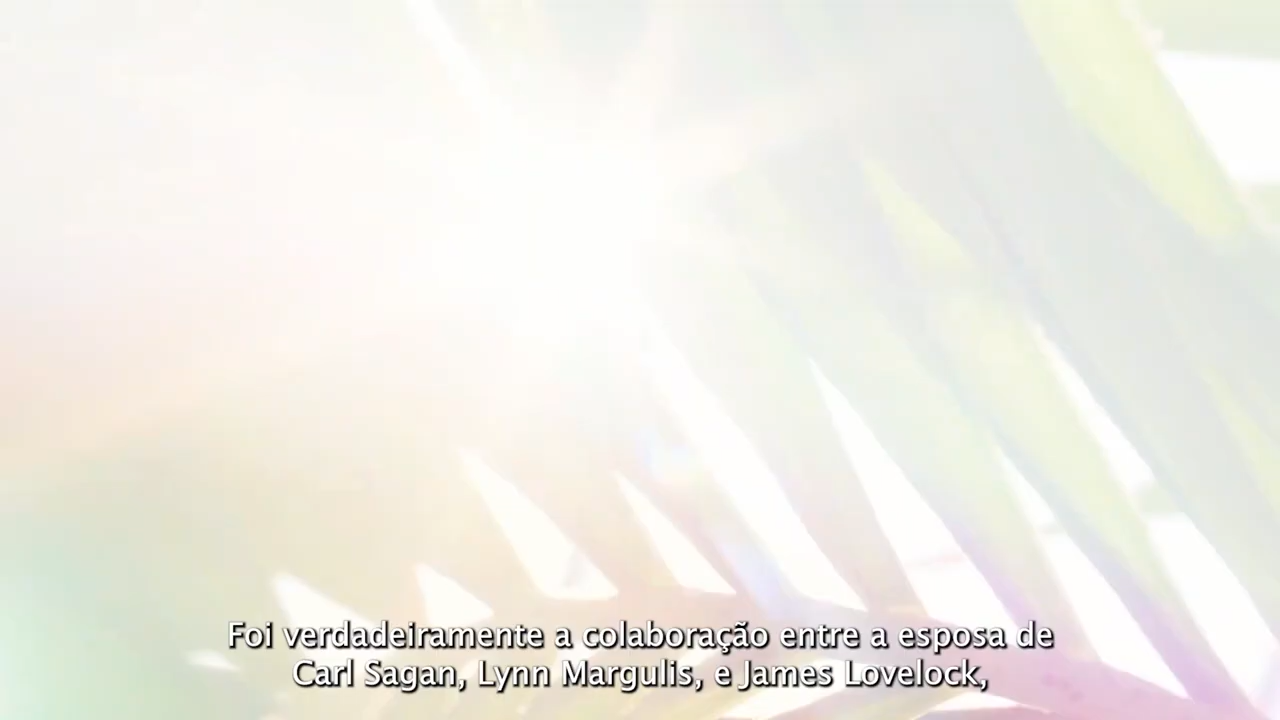 Foi verdadeiramente a colaboração entre a esposa de
Carl Sagan, Lynn Margulis, e James Lovelock,